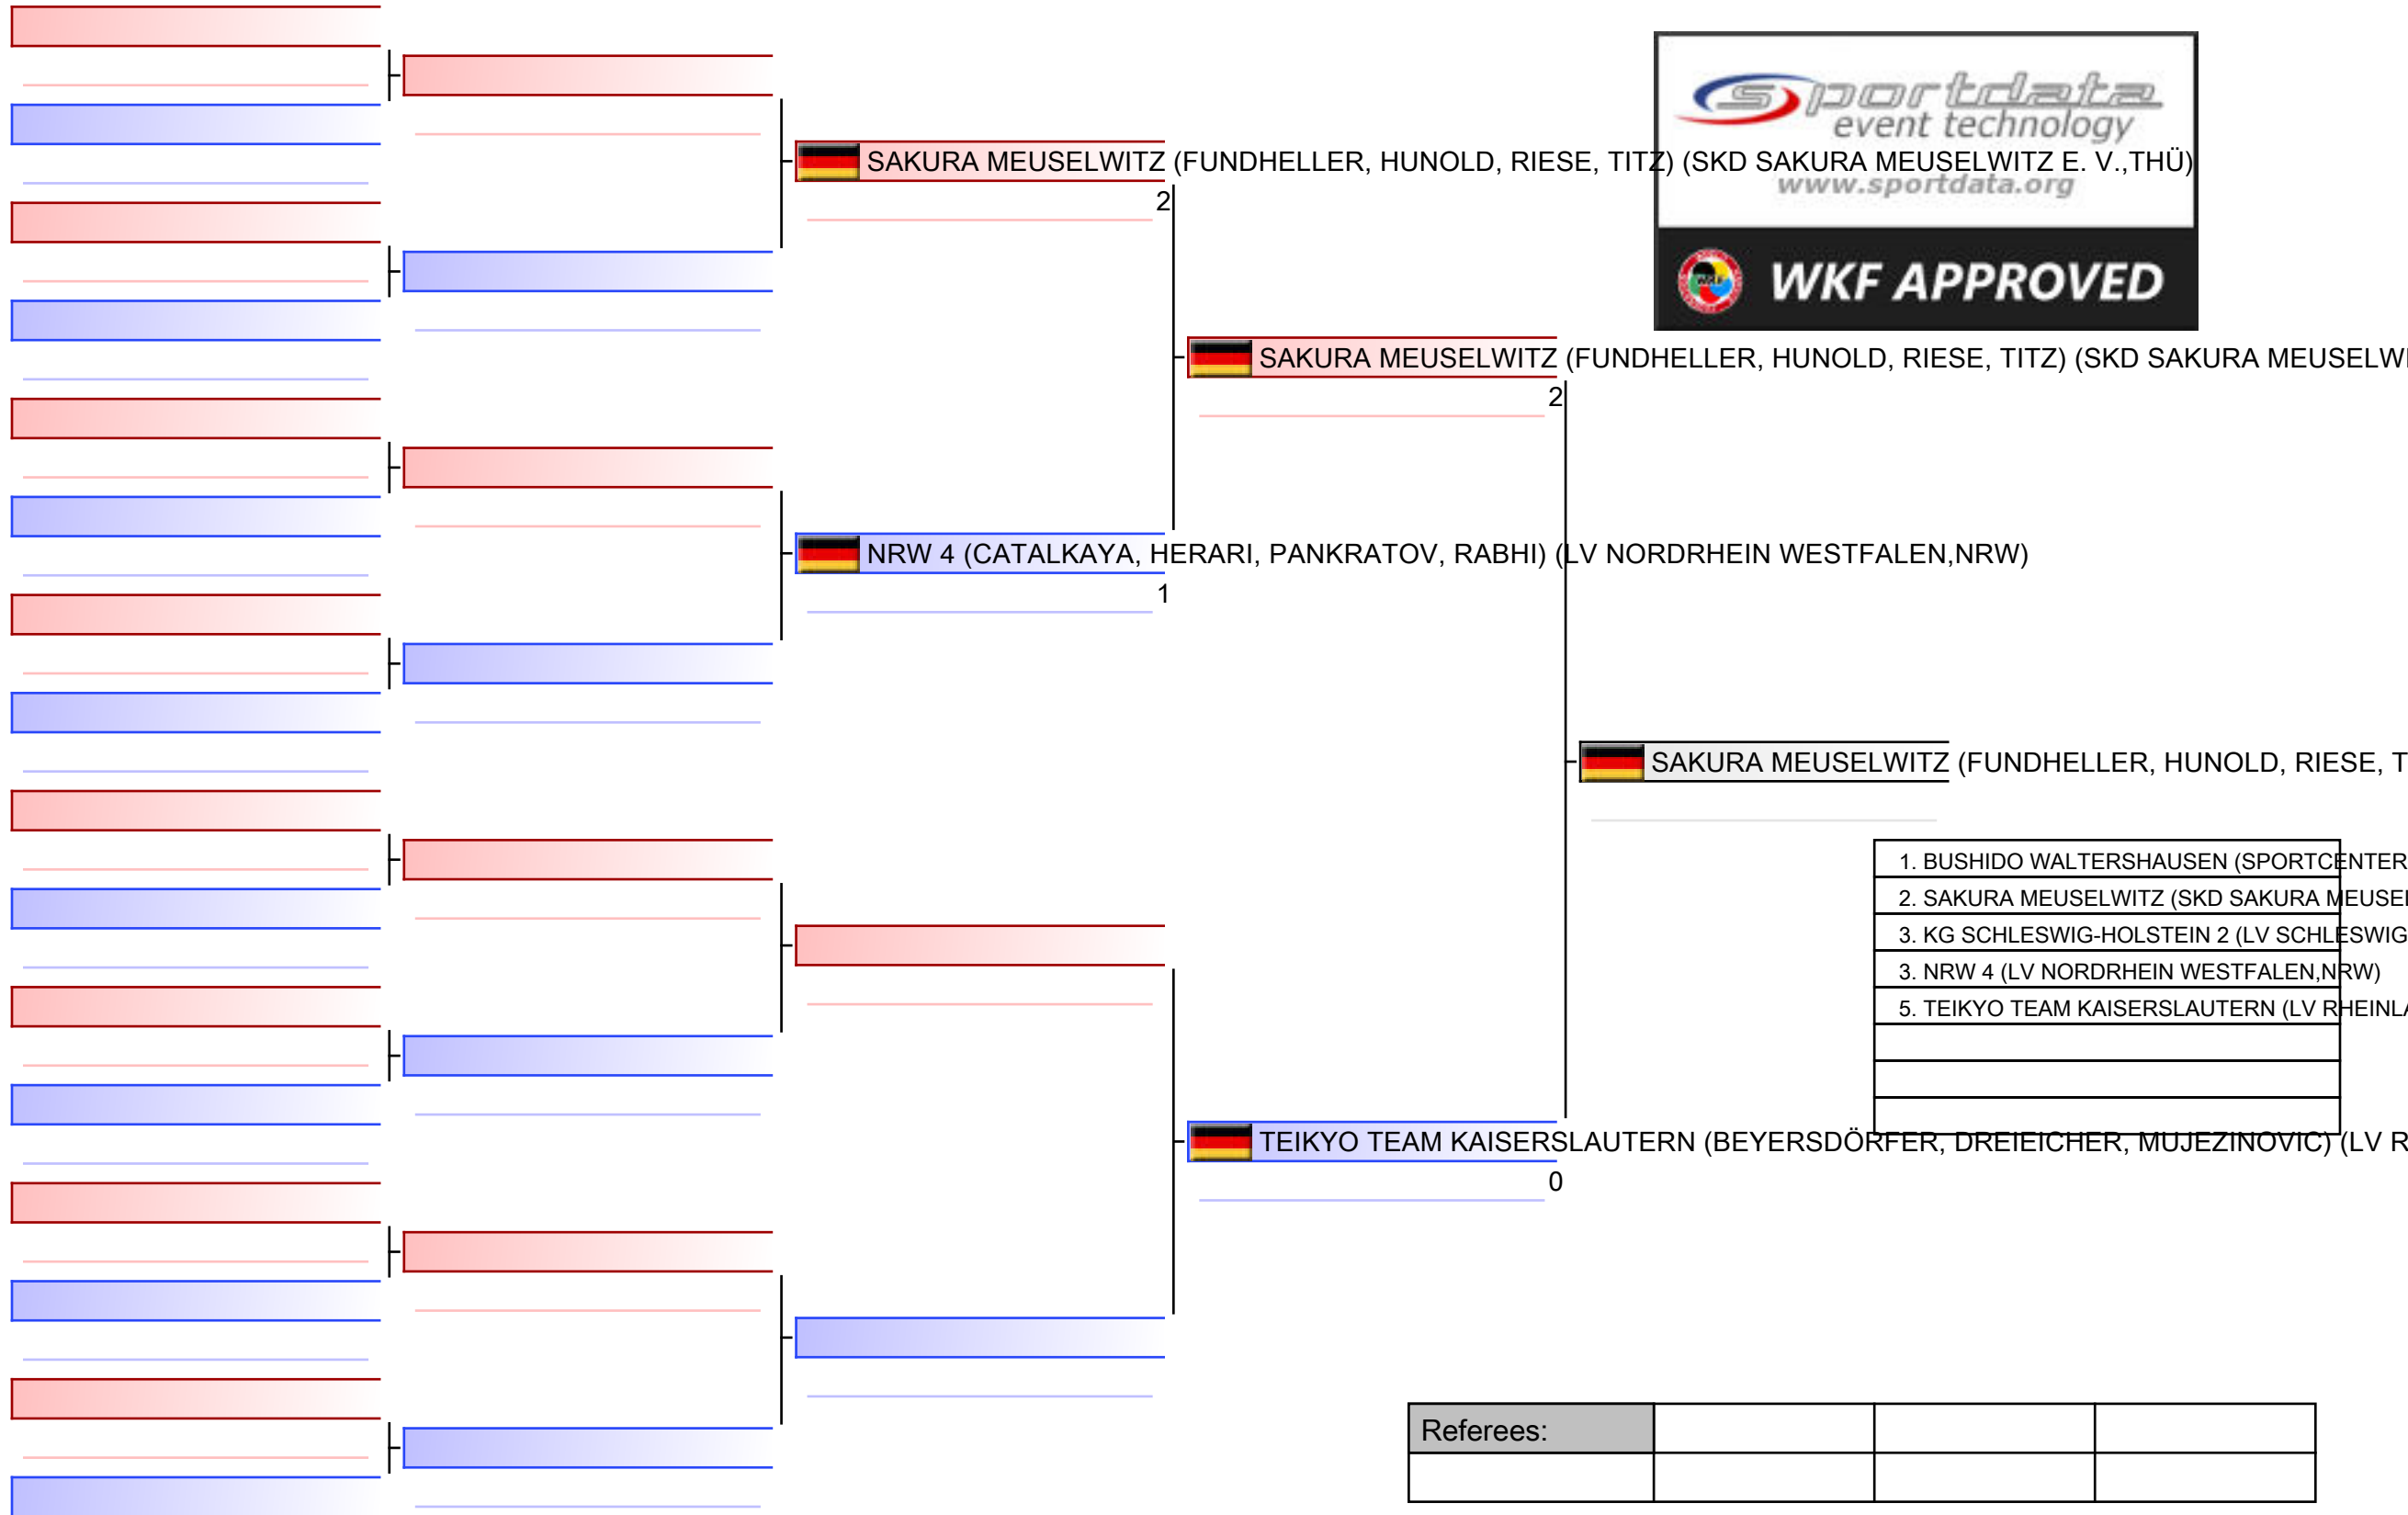 sportdata
event technology
SAKURA MEUSELWITZ (FUNDHELLER, HUNOLD, RIESE, TITZ) (SKD SAKURA MEUSELWITZ E. V.,THÜ)
www.sportdata.org
2
WKF APPROVED
SAKURA MEUSELWITZ (FUNDHELLER, HUNOLD, RIESE, TITZ) (SKD SAKURA
2
NRW 4 (CATALKAYA, HERARI, PANKRATOV, RABHI) (LV NORDRHEIN WESTFALEN,NRW)
1
SAKURA MEUSELWITZ (FUNDHELLER, HUNOLD, RIESE,
1. BUSHIDO WALTERSHAUSEN (SPORTCENTER
2. SAKURA MEUSELWITZ (SKD SAKURA
3. KG SCHLESWIG-HOLSTEIN 2 (LV
3. NRW 4 (LV NORDRHEIN WESTFALEN,NRW)
5. TEIKYO TEAM KAISERSLAUTERN (LV
TEIKYO TEAM KAISERSLAUTERN (BEYERSDÖRFER, DREIEICHER, MUJEZINOVIC) (LV
0
Referees: